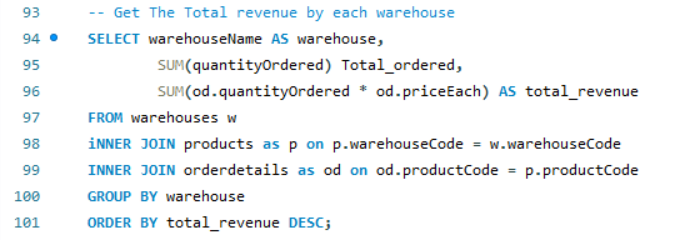 93 -- Get The Total revenue by each warehouse
94 SELECT warehouseName AS warehouse,
95 SUM(quantityOrdered) Total_ordered,
96 SUM(od.quantityOrdered * od.priceEach) AS total_revenue
97 FROM warehouses w
98 iNNER JOIN products as p on p.warehouseCode = w.warehouseCode
99 INNER JOIN orderdetails as od on od.productCode = p.productCode
100 GROUP BY warehouse
101 ORDER BY total_revenue DESC;